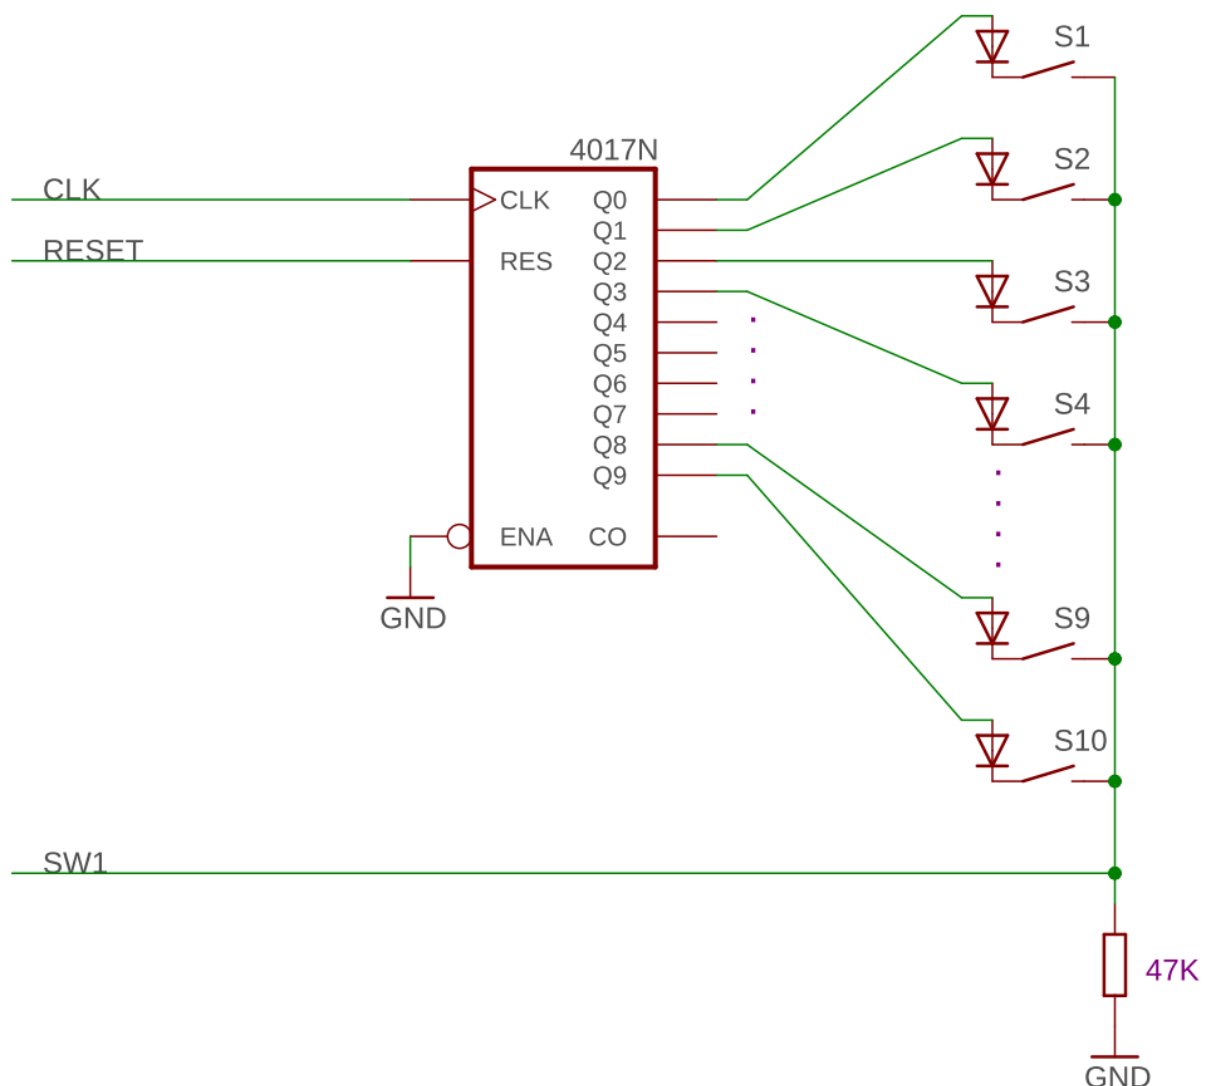 S1
4017N
S2
CLK
CLK
Q0
Q1
RESET
RES
Q2
S3
Q3
Q4
Q5
Q6
S4
Q7
Q8
Q9
ENA
CO
GND
S9
S10
SW1
47K
GND